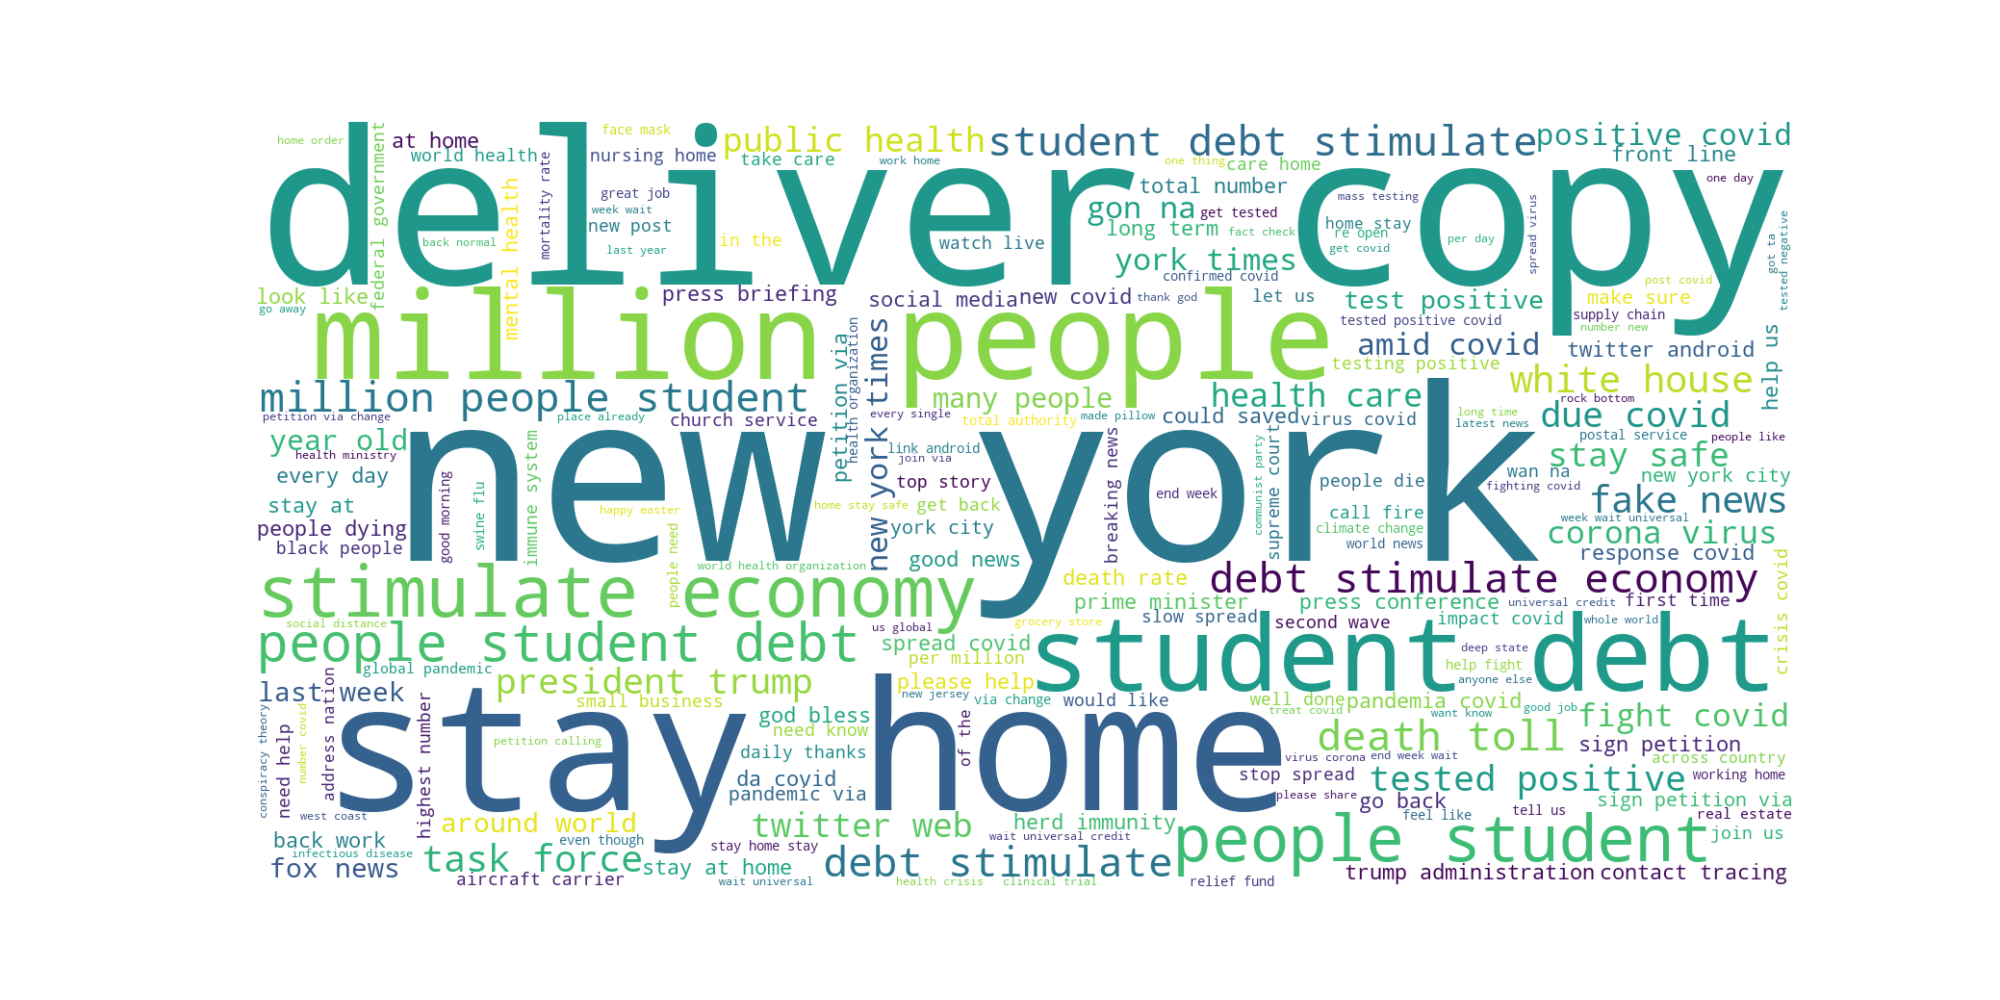 deliver copy
new york
stay home
million people
student debt
stimulate economy
people student
people student debt
debt stimulate economy
student debt stimulate
million people student
debt stimulate
home order
at home
world health
federal government
face mask
nursing home
mortality rate
mental health
great job
week wait
new post
back normal
last year
public health
take care
work home
in the
watch live
one thing
care home
total number
gon na
get tested
long term
fact check
york times
confirmed covid
positive covid
front line
one day
mass testing
home stay
re open
get covid
per day
spread virus
got ta
tested negative
look like
go away
press briefing
social media
new covid
thank god
let us
test positive
post covid
make sure
supply chain
number new
tested positive covid
amid covid
twitter android
help us
testing positive
white house
petition via
health organization
new york times
many people
health care
rock bottom
petition via change
place already
church service
every single
total authority
made pillow
could saved
virus covid
long time
latest news
due covid
year old
health ministry
every day
link android
join via
postal service
people like
stay safe
wan na
fighting covid
new york city
stay at
good morning
swine flu
immune system
happy easter
people need
top story
home stay safe
get back
breaking news
end week
communist party
supreme court
people die
call fire
climate change
world news
fake news
week wait universal
corona virus
people dying
black people
york city
good news
response covid
world health organization
death rate
prime minister
press conference
universal credit
first time
crisis covid
social distance
us global
grocery store
slow spread
second wave
impact covid
whole world
spread covid
global pandemic
per million
deep state
help fight
anyone else
last week
president trump
please help
new jersey
via change
would like
well done
pandemia covid
treat covid
want know
good job
fight covid
small business
god bless
need know
conspiracy theory
need help
number covid
address nation
highest number
petition calling
daily thanks
of the
death toll
sign petition
virus corona
end week wait
across country
da covid
pandemic via
stop spread
tested positive
working home
please share
go back
feel like
tell us
sign petition via
real estate
west coast
around world
twitter web
herd immunity
join us
back work
even though
stay home stay
wait universal credit
infectious disease
task force
stay at home
fox news
aircraft carrier
wait universal
health crisis
clinical trial
relief fund
trump administration
contact tracing